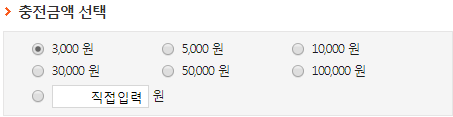 충전금액 선택
3,000 원 5,000 원 10,000 원
30,000 원 50,000 원 100,000 원
직접입력 원